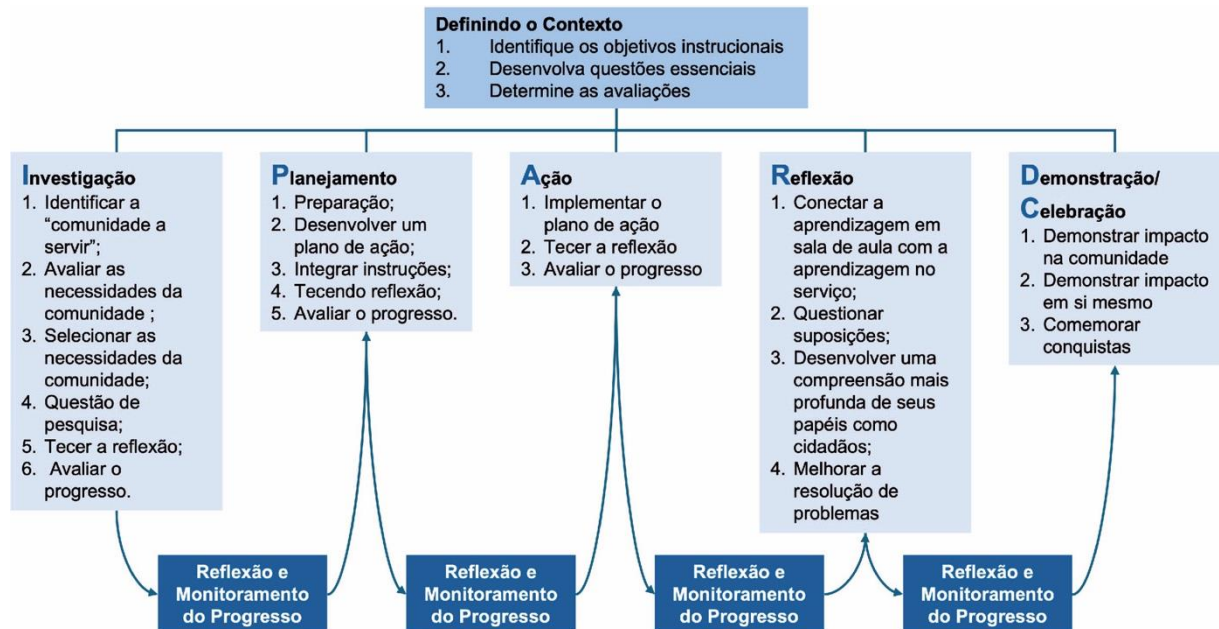 Definindo o Contexto
1. Identifique os objetivos instrucionais
2. Desenvolva questões essenciais
3. Determine as avaliações
Investigação
1. Identificar a
“comunidade a
servir”;
2. Avaliar as
necessidades da
comunidade ;
3. Selecionar as
necessidades da
comunidade;
4. Questão de
pesquisa;
5. Tecer a reflexão;
6. Avaliar o
progresso.
Planejamento
1. Preparação;
2. Desenvolver um
plano de ação;
3. Integrar instruções;
4. Tecendo reflexão;
5. Avaliar o progresso.
Ação
1. Implementar o
plano de ação
2. Tecer a reflexão
3. Avaliar o progresso
Reflexão
1. Conectar a
aprendizagem em
sala de aula com a
aprendizagem no
serviço;
2. Questionar
suposições;
3. Desenvolver uma
compreensão mais
profunda de seus
papéis como
cidadãos;
4. Melhorar a
resolução de
problemas
Demonstração/
Celebração
1. Demonstrar impacto
na comunidade
2. Demonstrar impacto
em si mesmo
3. Comemorar
conquistas
Reflexão e
Monitoramento
do Progresso
Reflexão e
Monitoramento
do Progresso
Reflexão e
Monitoramento
do Progresso
Reflexão e
Monitoramento
do Progresso